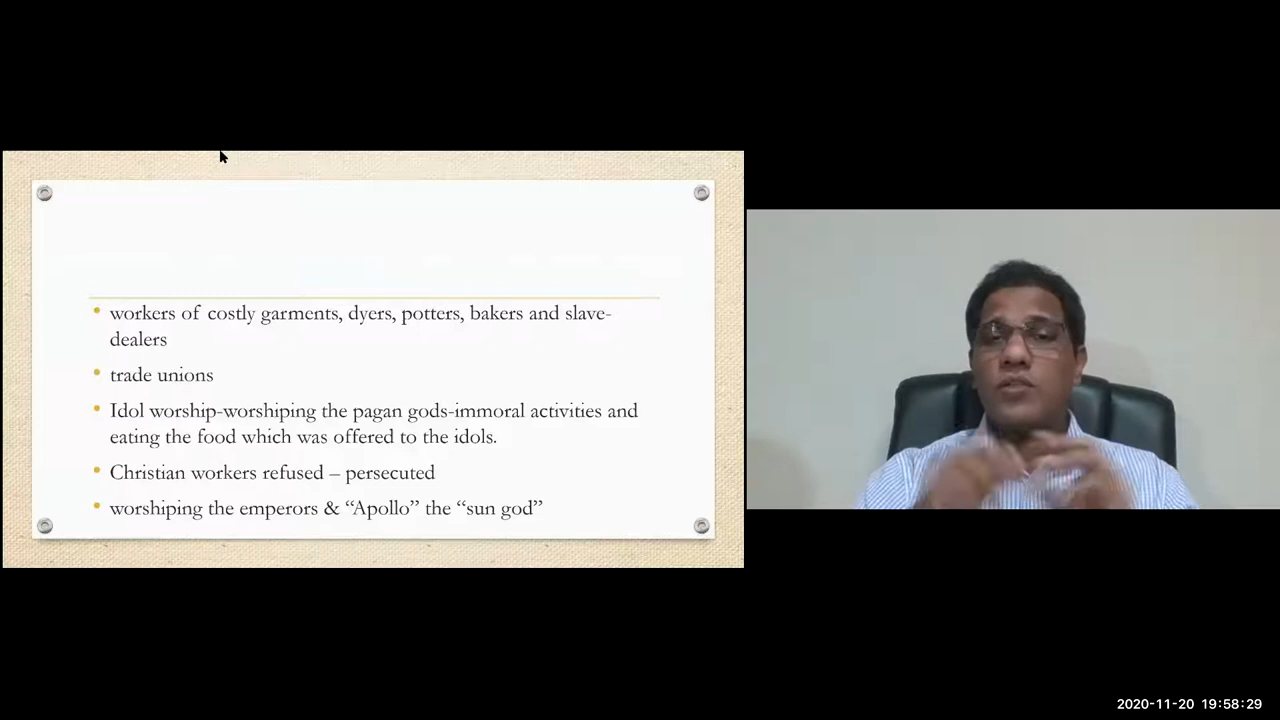 workers of costly garments, dyers, potters, bakers and slave-
dealers
trade unions
Idol worship-worshiping the pagan gods-immoral activities and
eating the food which was offered to the idols.
Christian workers refused – persecuted
worshiping the emperors & “Apollo” the “sun god”
2020-11-20 19:58:29